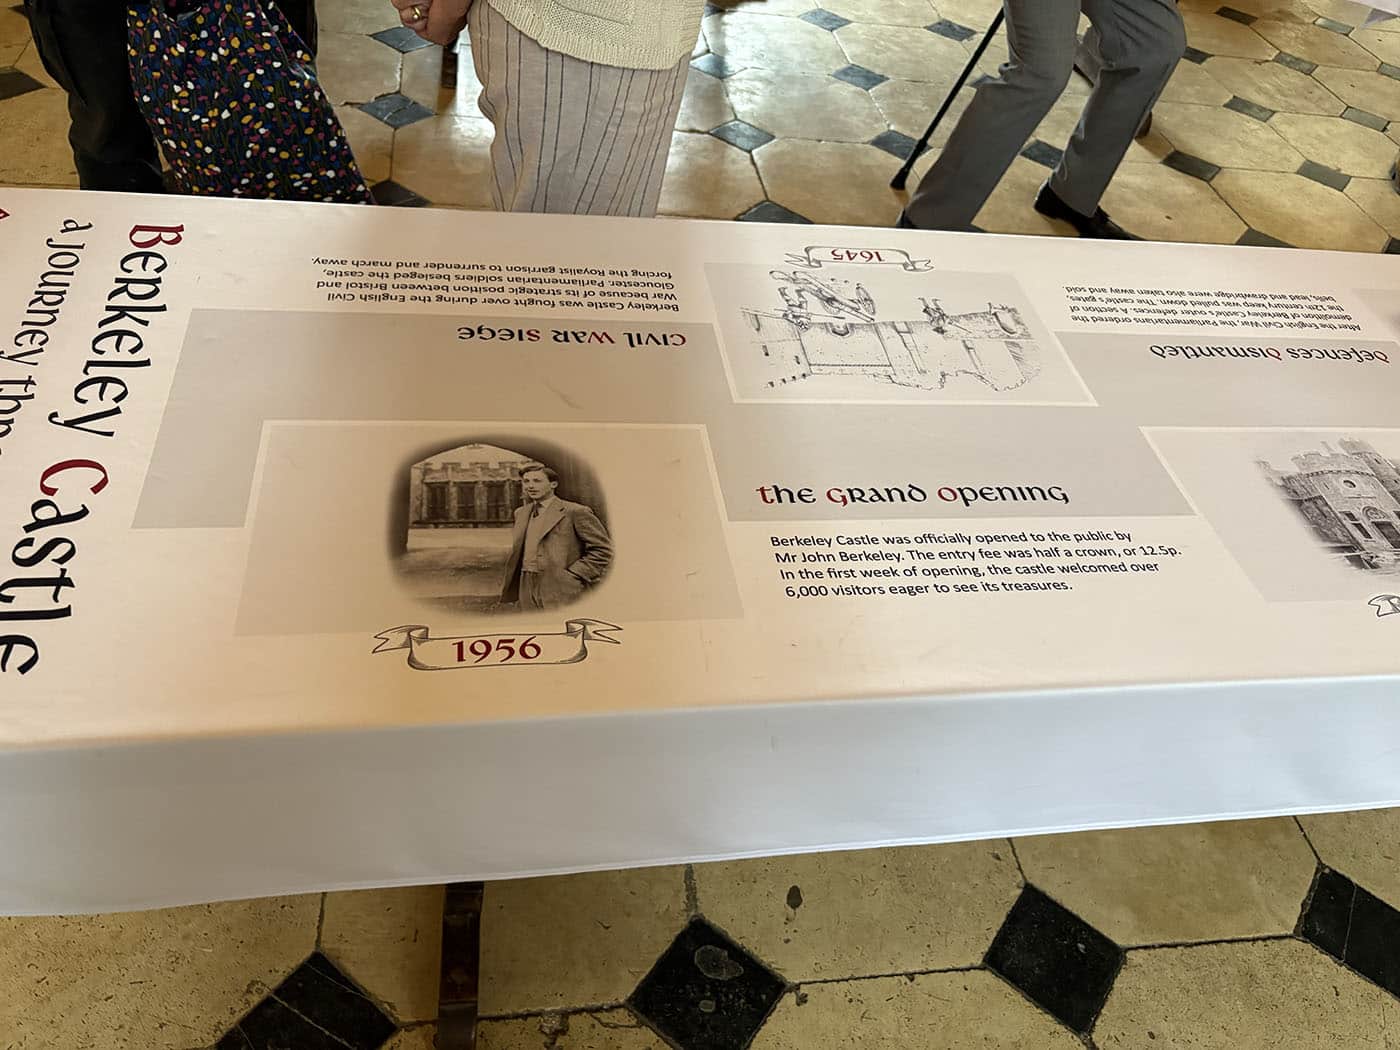 Berkeley Castle
a Journey thr
Civil War Siege
Berkeley Castle was fought over during the English Civil
War because of its strategic position between Bristol and
Gloucester. Parliamentarian soldiers besieged the castle,
forcing the Royalist garrison to surrender and march away.
1645
Defences Dismantled
After the English Civil War the Parliamentarians ordered the
demolition of Berkeley Castle's outer defences. A section of
the 12th century keep was pulled down. The castle's gates,
bells, lead and drawbridge were also taken away and sold
1956
The Grand Opening
Berkeley Castle was officially opened to the public by
Mr John Berkeley. The entry fee was half a crown, or 12.5p.
In the first week of opening, the castle welcomed over
6,000 visitors eager to see its treasures.